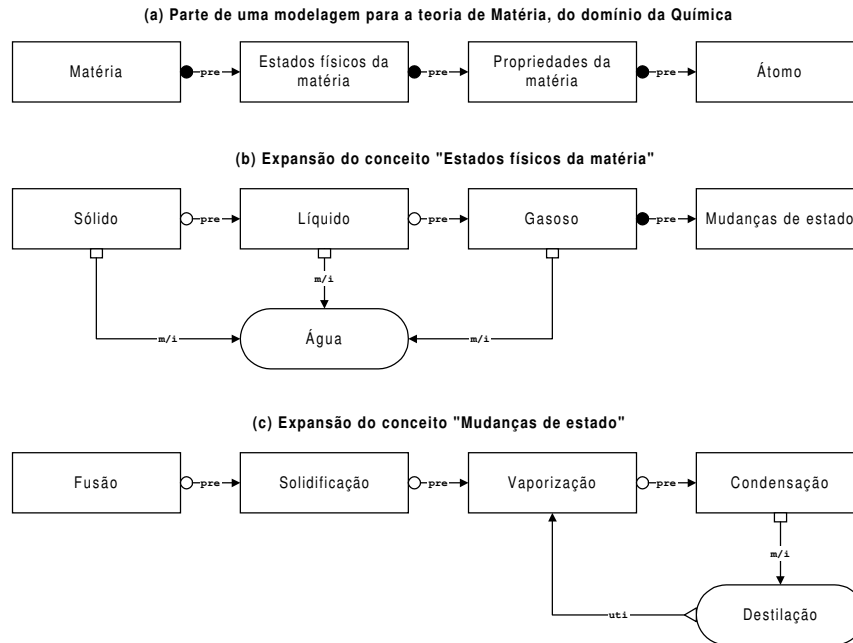 (a) Parte de uma modelagem para a teoria de Matéria, do domínio da Química
Matéria
pre
Estados físicos da
matéria
pre
Propriedades da
matéria
pre
Átomo
(b) Expansão do conceito "Estados físicos da matéria"
Sólido
pre
Líquido
pre
Gasoso
pre
Mudanças de estado
m/i
m/i
Água
m/i
(c) Expansão do conceito "Mudanças de estado"
Fusão
pre
Solidificação
pre
Vaporização
pre
Condensação
m/i
uti
Destilação